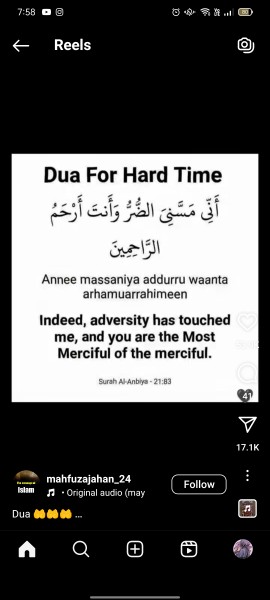 7:58
Reels
Dua For Hard Time
أَنِّي مَسَّنِيَ الضُّرُّ وَأَنتَ أَرْحَمُ
الرَّاحِمِينَ
Annee massaniya addurru waanta
arhamuarrahimeen
Indeed, adversity has touched
me, and you are the Most
Merciful of the merciful.
Surah Al-Anbiya - 21:83
41
17.1K
mahfuzajahan_24
Follow
Islam
• Original audio (may
Dua 🤲🤲🤲 ...